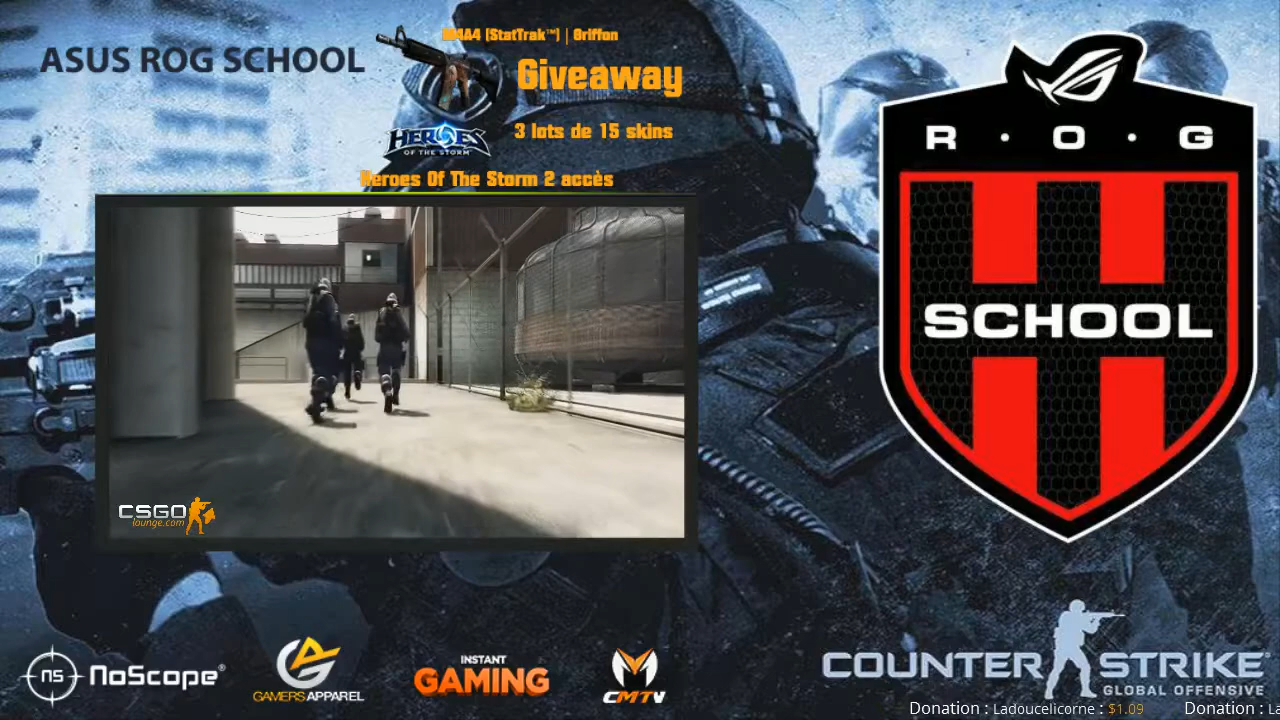 ASUS ROG SCHOOL
M4A4 (StatTrak™) | Griffon
Giveaway
HEROES
OF THE STORM
3 lots de 15 skins
Heroes Of The Storm 2 accès
R · O · G
SCHOOL
CSGO
lounge.com
NS NoScope®
GAMERS APPAREL
INSTANT
GAMING
CMTV
COUNTER STRIKE
GLOBAL OFFENSIVE
Donation : Ladoucelicorne : $1.09 Donation : La